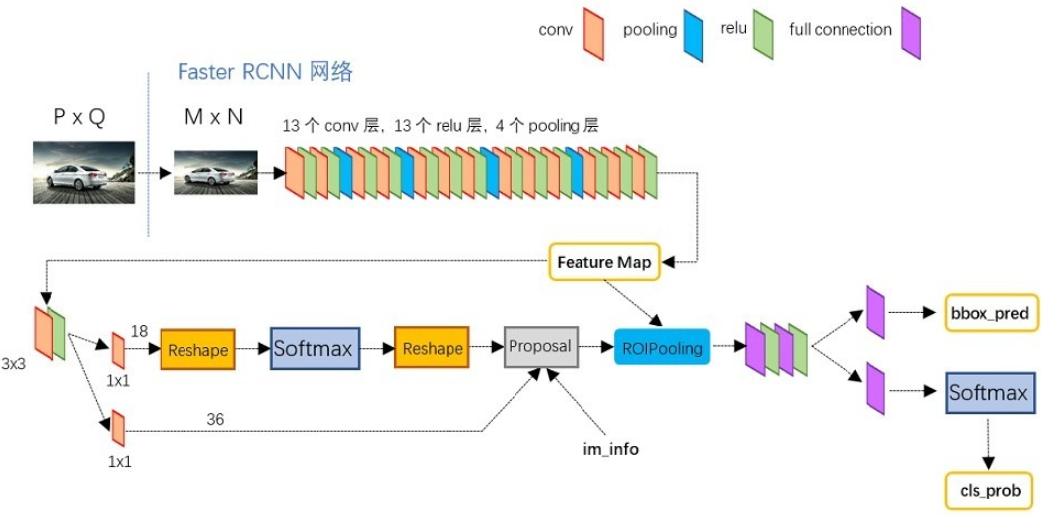 conv
pooling
relu
full connection
Faster RCNN 网络
P x Q
M x N
13 个 conv 层, 13 个 relu 层, 4 个 pooling 层
Feature Map
3x3
18
1x1
Reshape
Softmax
Reshape
Proposal
ROIPooling
bbox_pred
Softmax
cls_prob
36
1x1
im_info